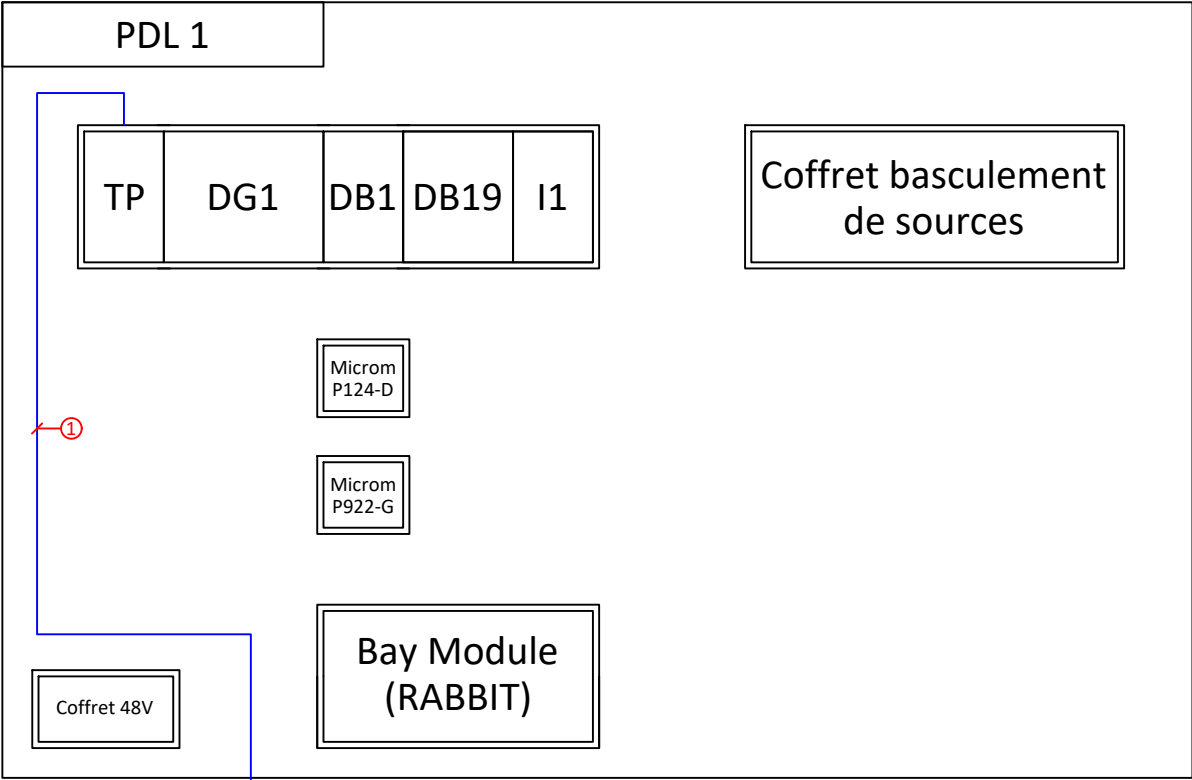 PDL 1
TP
DG1
DB1
DB19
I1
Coffret basculement
de sources
Microm
P124-D
1
Microm
P922-G
Bay Module
(RABBIT)
Coffret 48V